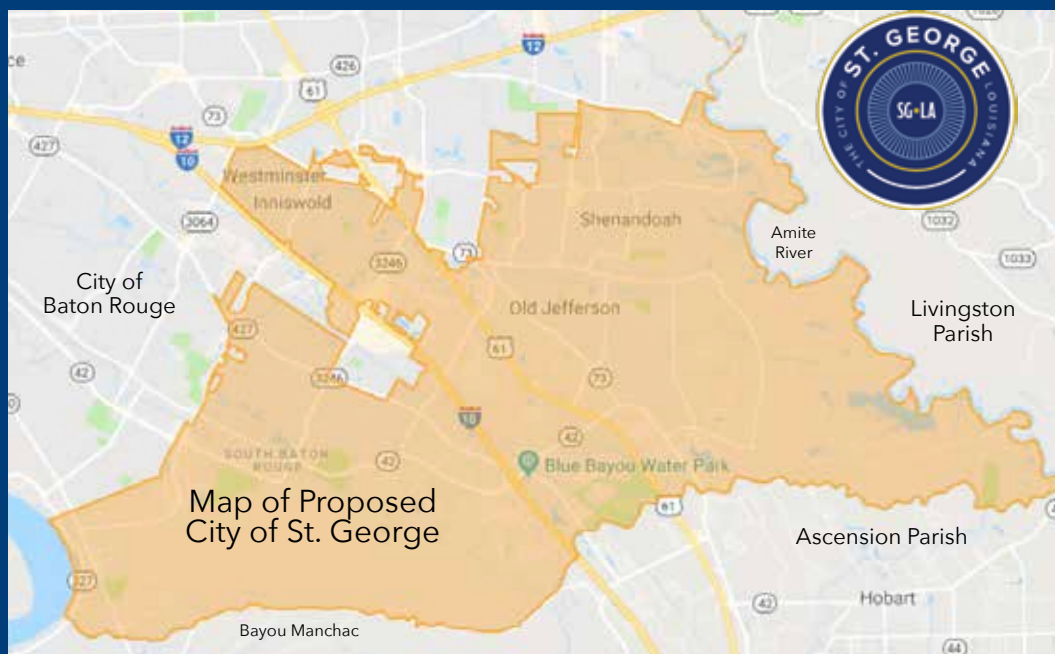 THE CITY OF ST. GEORGE LOUISIANA
SG•LA
12
1026
ce
426
61
73
427
12
10
Westminster
Inniswold
3064
Shenandoah
1032
Amite
River
73
3246
1033
City of
Baton Rouge
Old Jefferson
Livingston
Parish
427
61
42
3246
73
10
42
SOUTH BATON
ROUGE
42
Blue Bayou Water Park
Map of Proposed
City of St. George
61
Ascension Parish
327
42
Hobart
Bayou Manchac
44